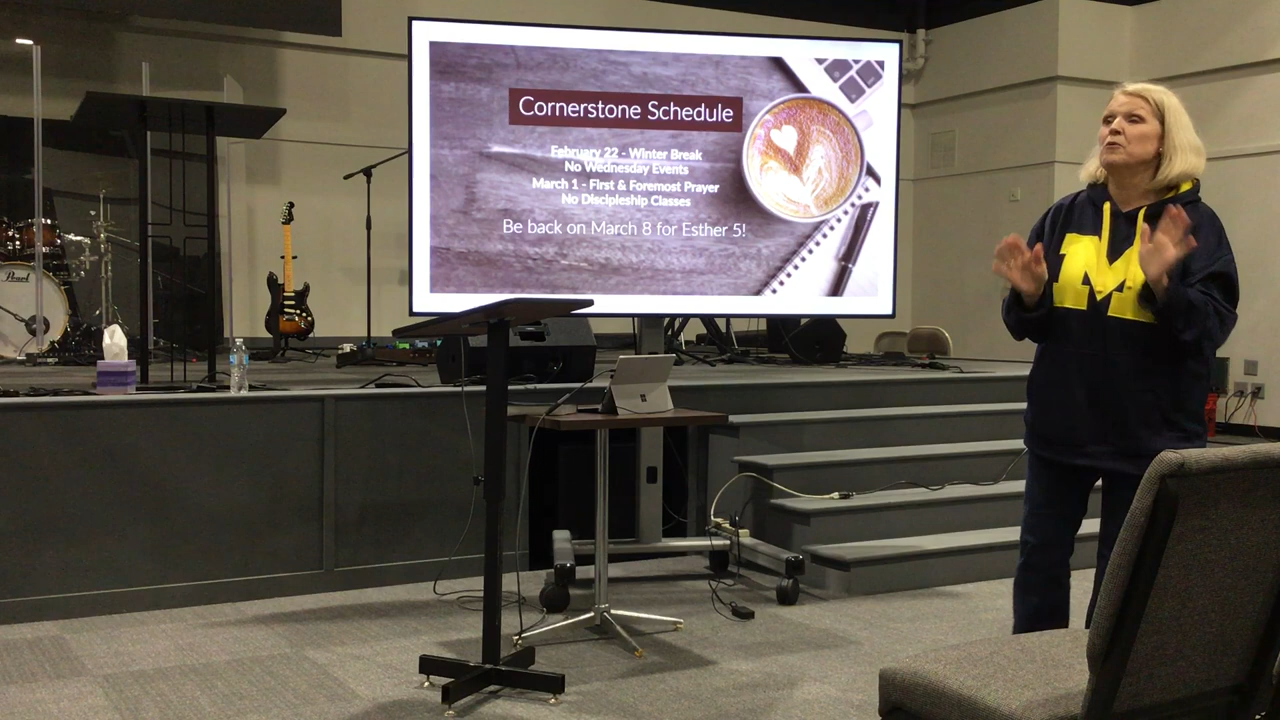 Cornerstone Schedule
February 22 - Winter Break
No Wednesday Events
March 1 - First & Foremost Prayer
No Discipleship Classes
Be back on March 8 for Esther 5!
Pearl
M